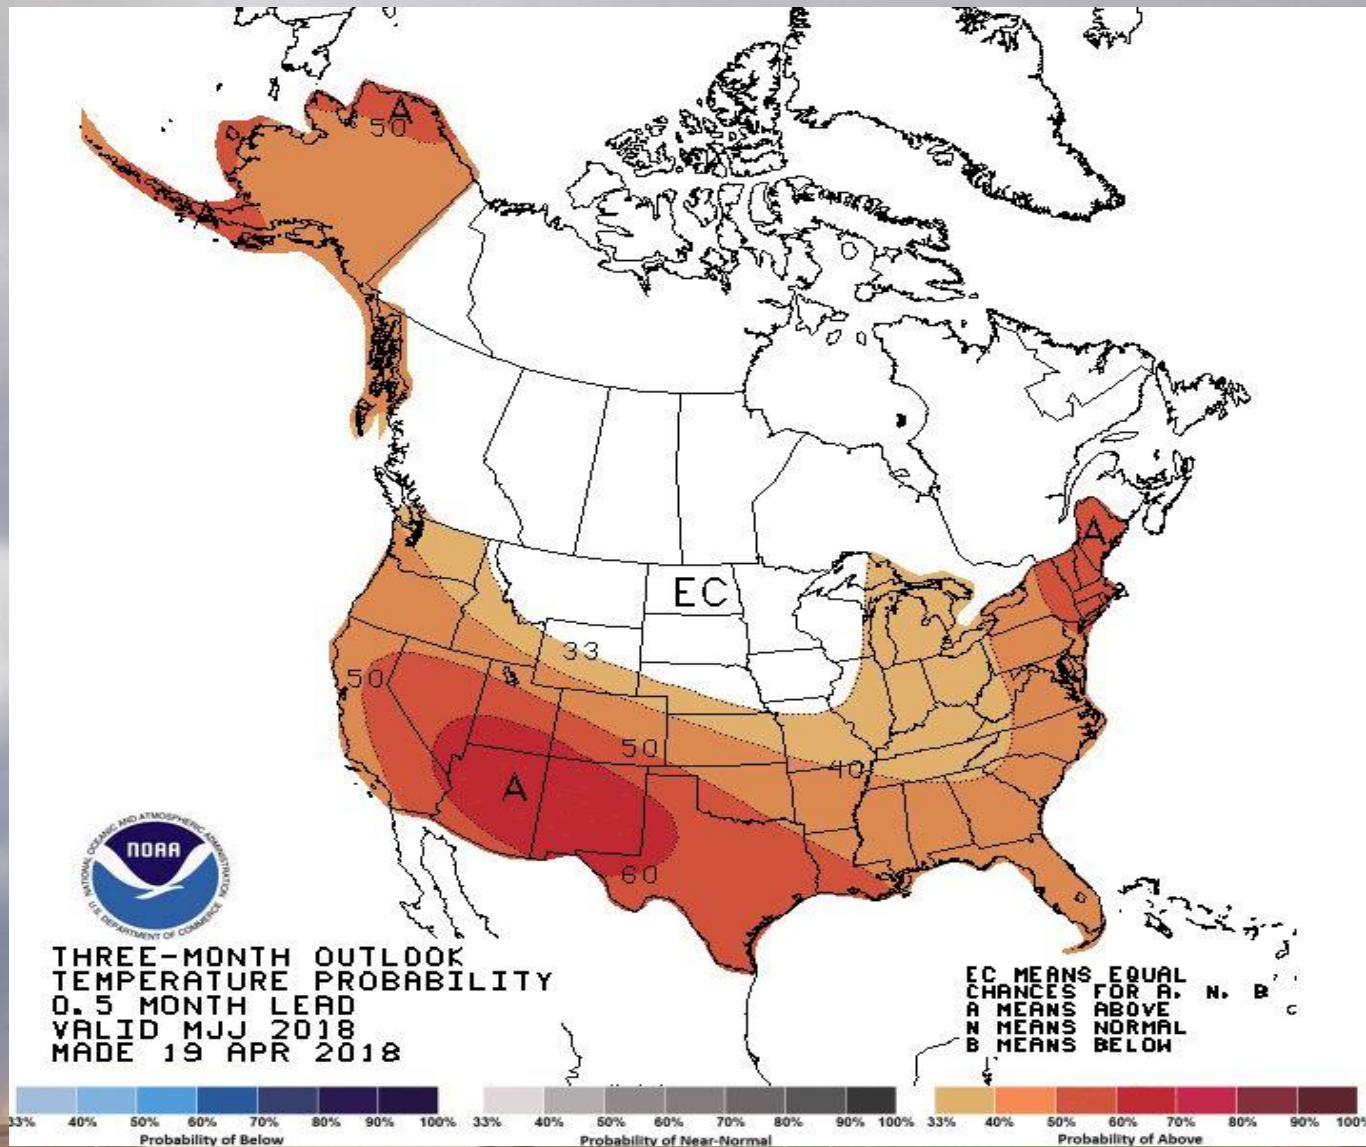 A
50
A
A
EC
33
50
50
40
A
60
NATIONAL OCEANIC AND ATMOSPHERIC ADMINISTRATION
NOAA
U.S. DEPARTMENT OF COMMERCE
THREE-MONTH OUTLOOK
TEMPERATURE PROBABILITY
0.5 MONTH LEAD
VALID MJJ 2018
MADE 19 APR 2018
EC MEANS EQUAL
CHANCES FOR A, N, B
A MEANS ABOVE
N MEANS NORMAL
B MEANS BELOW
33% 40% 50% 60% 70% 80% 90% 100%
Probability of Below
33% 40% 50% 60% 70% 80% 90% 100%
Probability of Near-Normal
33% 40% 50% 60% 70% 80% 90% 100%
Probability of Above